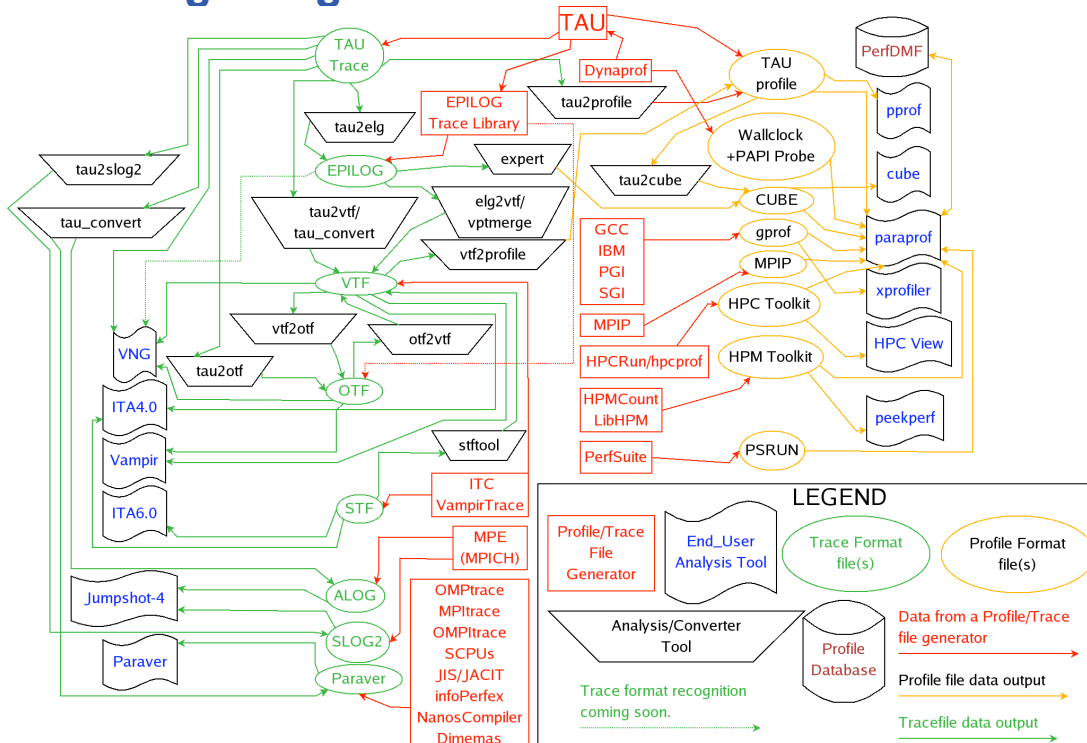 TAU
TAU
Trace
Dynaprof
TAU
profile
PerfDMF
EPILOG
Trace Library
tau2profile
pprof
tau2elg
Wallclock
+PAPI Probe
tau2slog2
EPILOG
expert
tau2cube
cube
CUBE
tau_convert
tau2vtf/
tau_convert
elg2vtf/
vptmerge
GCC
IBM
PGI
SGI
gprof
paraprof
vtf2profile
MPIP
VTF
xprofiler
HPC Toolkit
vtf2otf
otf2vtf
MPIP
VNG
HPC View
tau2otf
HPCRun/hpcprof
HPM Toolkit
OTF
ITA4.0
HPMCount
LibHPM
peekperf
stftool
Vampir
PerfSuite
PSRUN
ITC
VampirTrace
STF
ITA6.0
MPE
(MPICH)
Jumpshot-4
ALOG
OMPtrace
MPItrace
OMPItrace
SCPUs
JIS/JACIT
infoPerfex
NanosCompiler
Dimemas
SLOG2
Paraver
Paraver
LEGEND
Profile/Trace
File
Generator
End_User
Analysis Tool
Trace Format
file(s)
Profile Format
file(s)
Analysis/Converter
Tool
Profile
Database
Data from a Profile/Trace
file generator
Profile file data output
Trace format recognition
coming soon.
Tracefile data output